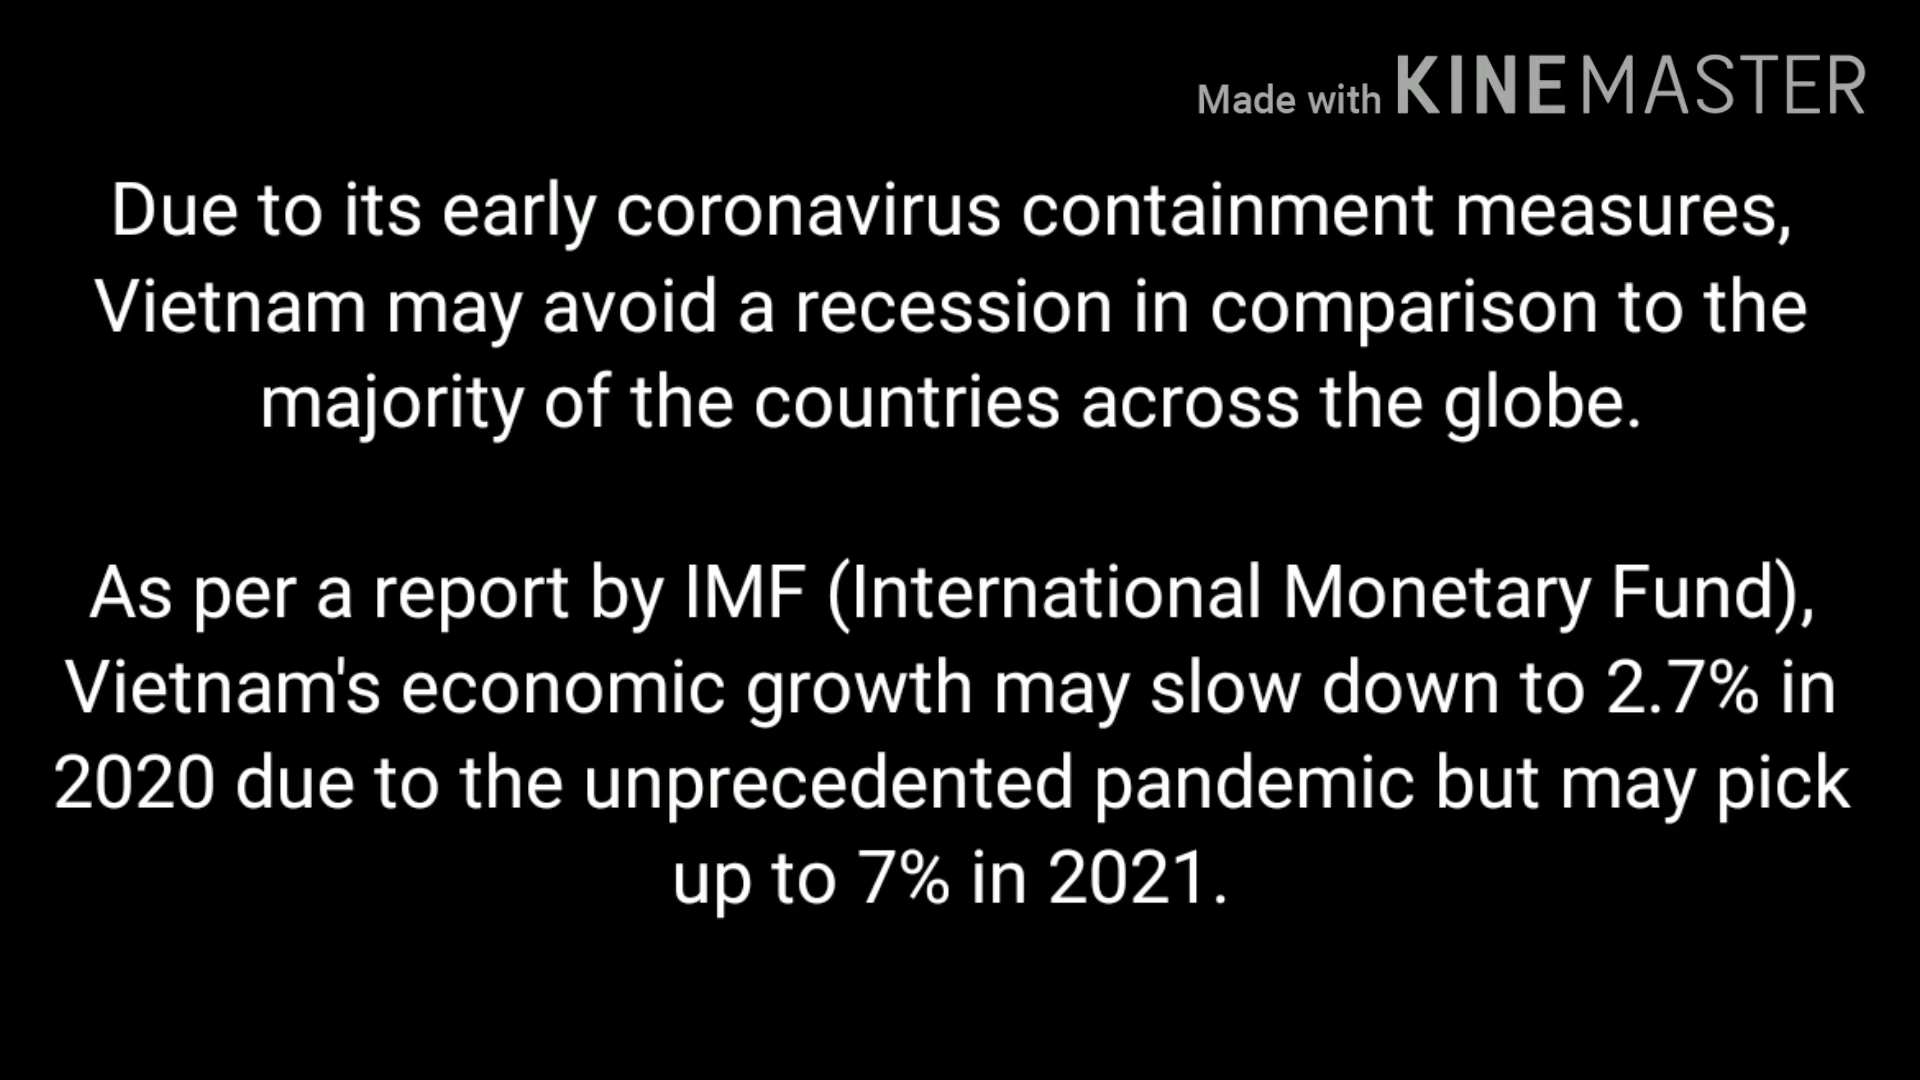 Made with KINEMASTER
Due to its early coronavirus containment measures,
Vietnam may avoid a recession in comparison to the
majority of the countries across the globe.
As per a report by IMF (International Monetary Fund),
Vietnam's economic growth may slow down to 2.7% in
2020 due to the unprecedented pandemic but may pick
up to 7% in 2021.